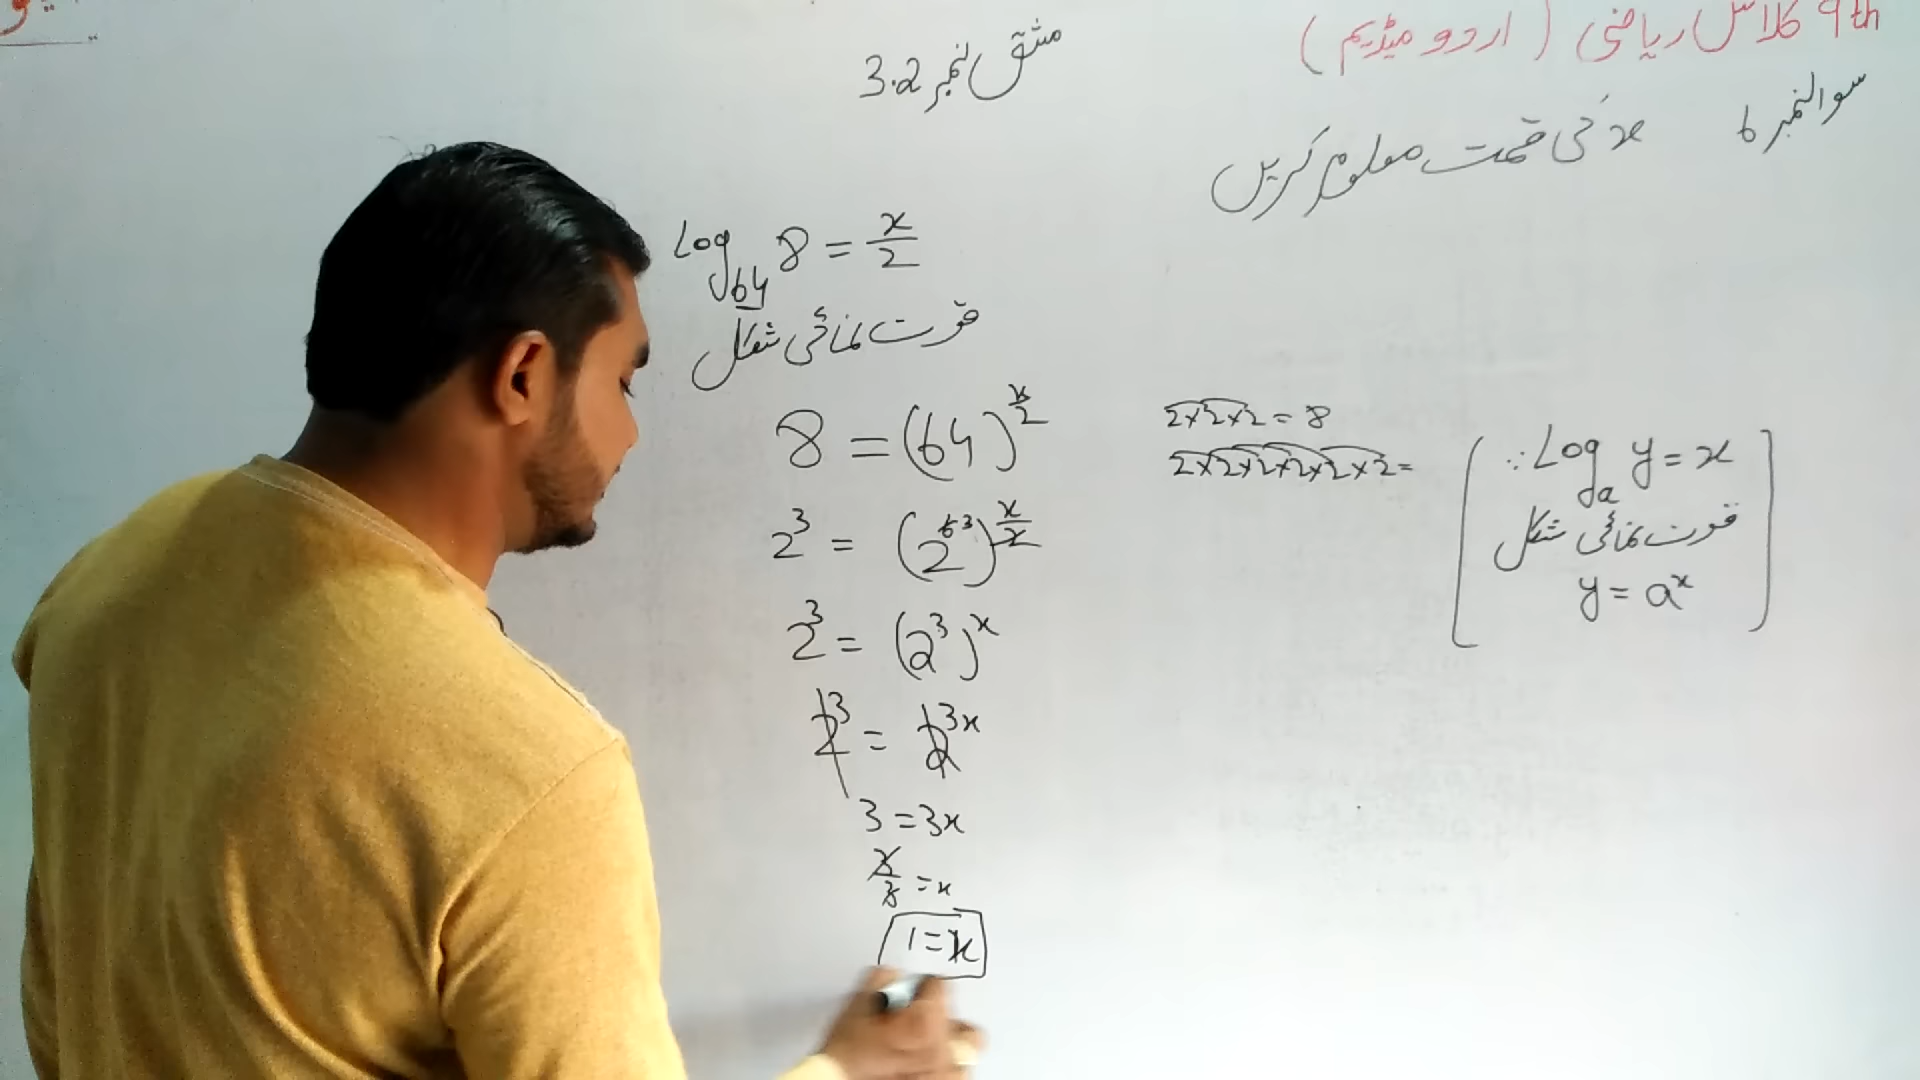 9th کلاس ریاضی ( اردو میڈیم )
مشق نمبر 3.2
سوال نمبر 6
x کی قیمت معلوم کریں
Log₆₄ 8 = x/2
قوت نمائی شکل
8 = (64)^(x/2)
2³ = (2⁶ ³)^(x/2)
2³ = (2³)^x
2³ = 2^(3x)
3 = 3x
3/3 = x
1 = x
2×2×2 = 8
2×2×2×2×2×2 =
∵ Logₐ y = x
قوت نمائی شکل
y = a^x